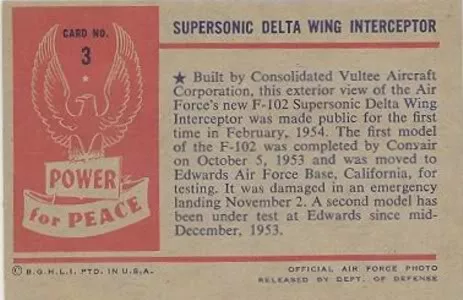 CARD NO.
3
POWER
for PEACE
SUPERSONIC DELTA WING INTERCEPTOR
★ Built by Consolidated Vultee Aircraft
Corporation, this exterior view of the Air
Force's new F-102 Supersonic Delta Wing
Interceptor was made public for the first
time in February, 1954. The first model
of the F-102 was completed by Convair
on October 5, 1953 and was moved to
Edwards Air Force Base, California, for
testing. It was damaged in an emergency
landing November 2. A second model has
been under test at Edwards since mid-
December, 1953.
© B.G.H.L.I. PTD. IN U.S.A.
OFFICIAL AIR FORCE PHOTO
RELEASED BY DEPT. OF DEFENSE